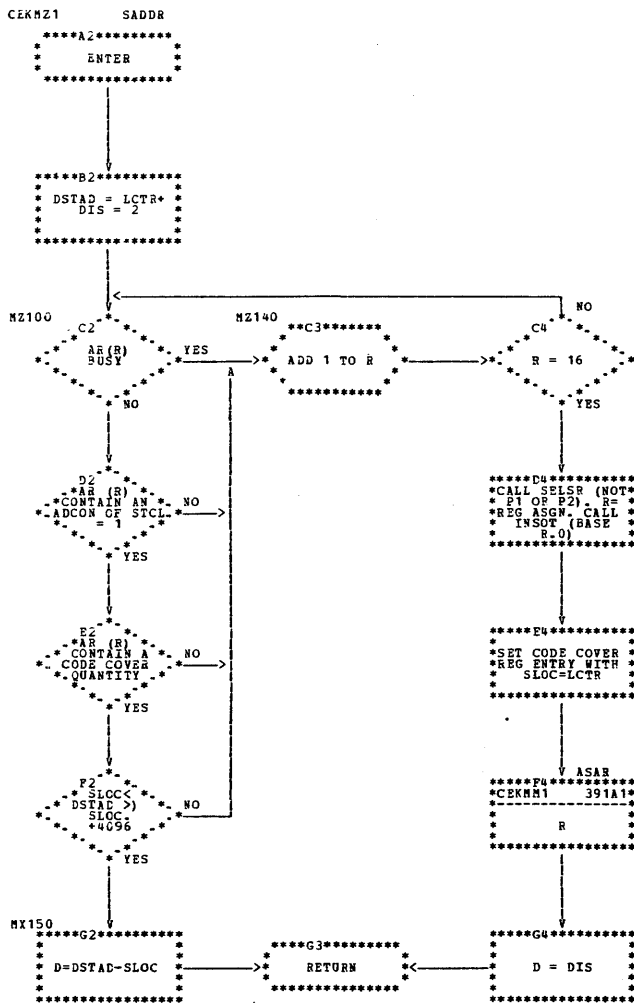 CEKMZ1 SADDR
A2
ENTER
B2
DSTAD = LCTR+
DIS = 2
NO
MZ100
C2
AR(R)
BUSY
YES
NO
MZ140
C3
ADD 1 TO R
A
C4
R = 16
YES
D2
AR (R)
CONTAIN AN
ADCON OF STCL
= 1
NO
YES
D4
CALL SELSR (NOT
P1 OR P2). R=
REG ASGN. CALL
INSOT (BASE
R.0)
E2
AR (R)
CONTAIN A
CODE COVER
QUANTITY
NO
YES
E4
SET CODE COVER
REG ENTRY WITH
SLOC=LCTR
F2
SLOC<
DSTAD >)
SLOC.
+4096
NO
YES
ASAR
F4
CEKMM1 391A1
R
MX150
G2
D=DSTAD-SLOC
G3
RETURN
G4
D = DIS